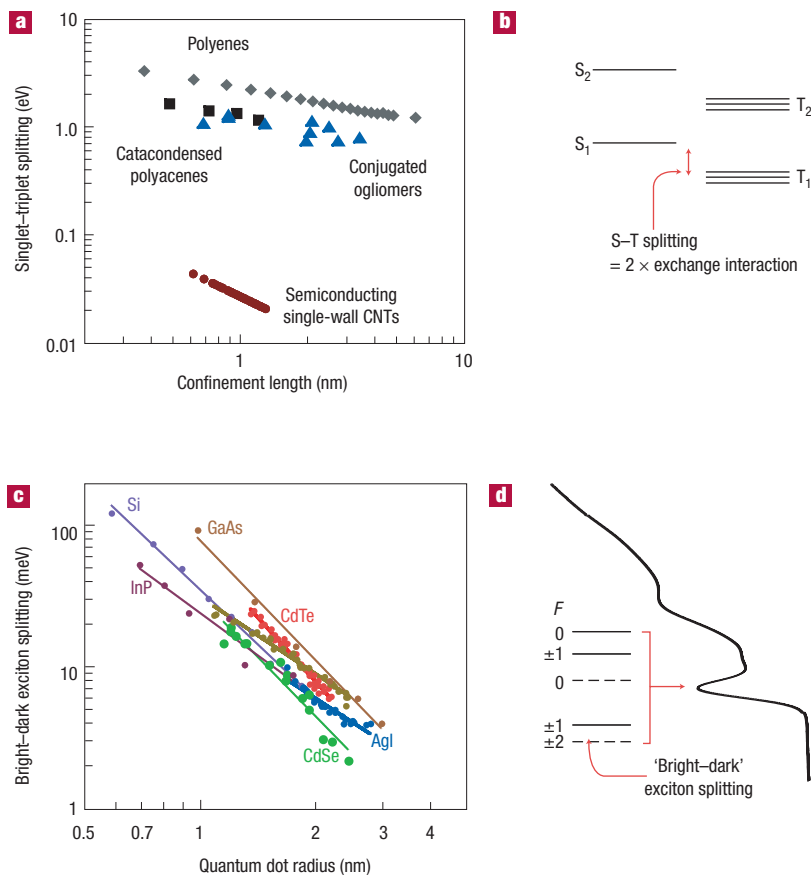 a
10
1.0
0.1
0.01
Singlet–triplet splitting (eV)
Polyenes
Catacondensed
polyacenes
Conjugated
ogliomers
Semiconducting
single-wall CNTs
1
10
Confinement length (nm)
b
S2
S1
T2
T1
S–T splitting
= 2 × exchange interaction
c
100
10
1
Bright–dark exciton splitting (meV)
Si
GaAs
InP
CdTe
AgI
CdSe
0.5
0.7
1
2
3
4
Quantum dot radius (nm)
d
F
0
±1
0
±1
±2
'Bright–dark'
exciton splitting